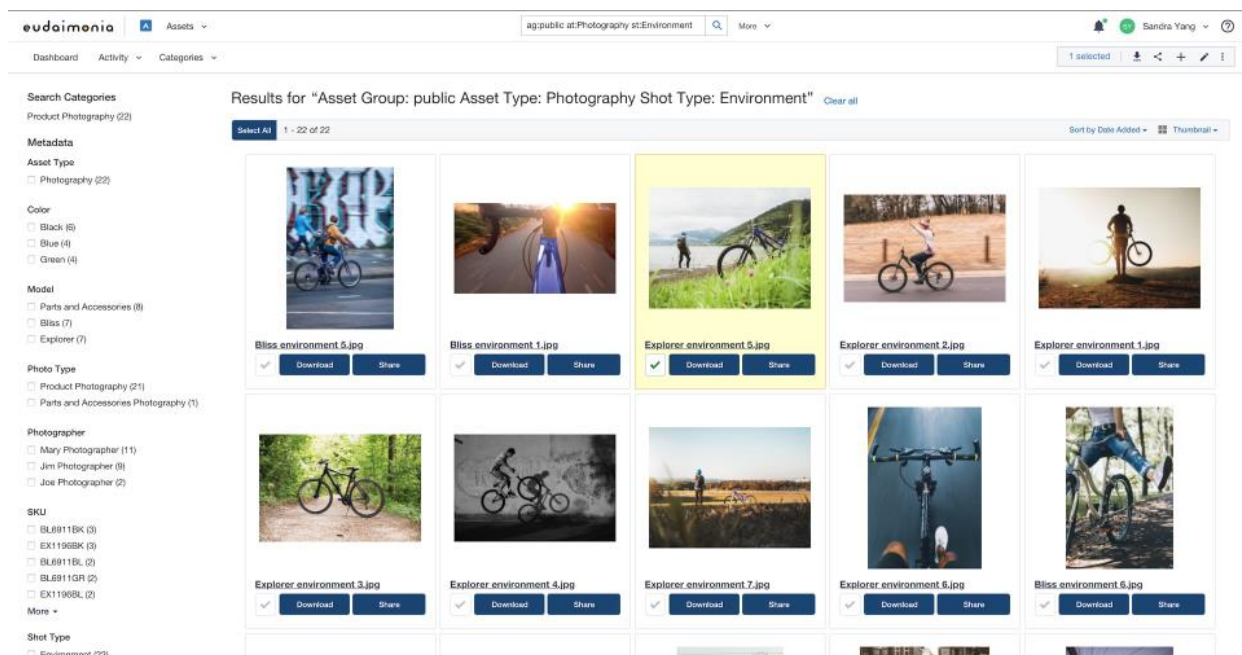 eudaimonia
A Assets
ag:public at:Photography st:Environment
More
SY Sandra Yang
Dashboard Activity Categories
1 selected
Search Categories
Product Photography (22)
Results for “Asset Group: public Asset Type: Photography Shot Type: Environment” Clear all
Select All 1 - 22 of 22
Sort by Date Added Thumbnail
Metadata
Asset Type
Photography (22)
Color
Black (6)
Blue (4)
Green (4)
Model
Parts and Accessories (8)
Bliss (7)
Explorer (7)
Photo Type
Product Photography (21)
Parts and Accessories Photography (1)
Photographer
Mary Photographer (11)
Jim Photographer (9)
Joe Photographer (2)
SKU
BL6911BK (3)
EX1196BK (3)
BL6911BL (2)
BL6911GR (2)
EX1196BL (2)
More
Shot Type
Environment (22)
Bliss environment 5.jpg
Download Share
Bliss environment 1.jpg
Download Share
Explorer environment 5.jpg
Download Share
Explorer environment 2.jpg
Download Share
Explorer environment 1.jpg
Download Share
Explorer environment 3.jpg
Download Share
Explorer environment 4.jpg
Download Share
Explorer environment 7.jpg
Download Share
Explorer environment 6.jpg
Download Share
Bliss environment 6.jpg
Download Share